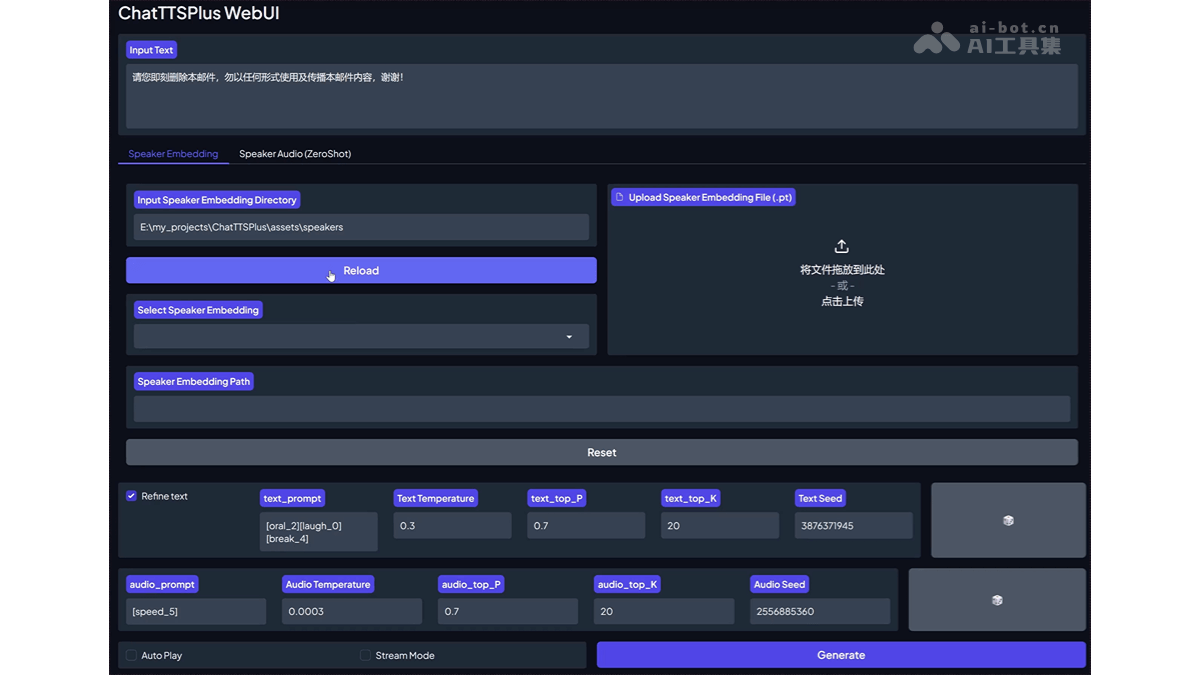 ChatTTSPlus WebUI
ai-bot.cn
AI工具集
Input Text
请您即刻删除本邮件，勿以任何形式使用及传播本邮件内容，谢谢！
Speaker Embedding
Speaker Audio (ZeroShot)
Input Speaker Embedding Directory
E:\my_projects\ChatTTSPlus\assets\speakers
Reload
Select Speaker Embedding
Upload Speaker Embedding File (.pt)
将文件拖放到此处
- 或 -
点击上传
Speaker Embedding Path
Reset
Refine text
text_prompt
[oral_2][laugh_0]
[break_4]
Text Temperature
0.3
text_top_P
0.7
text_top_K
20
Text Seed
3876371945
audio_prompt
[speed_5]
Audio Temperature
0.0003
audio_top_P
0.7
audio_top_K
20
Audio Seed
2556885360
Auto Play
Stream Mode
Generate